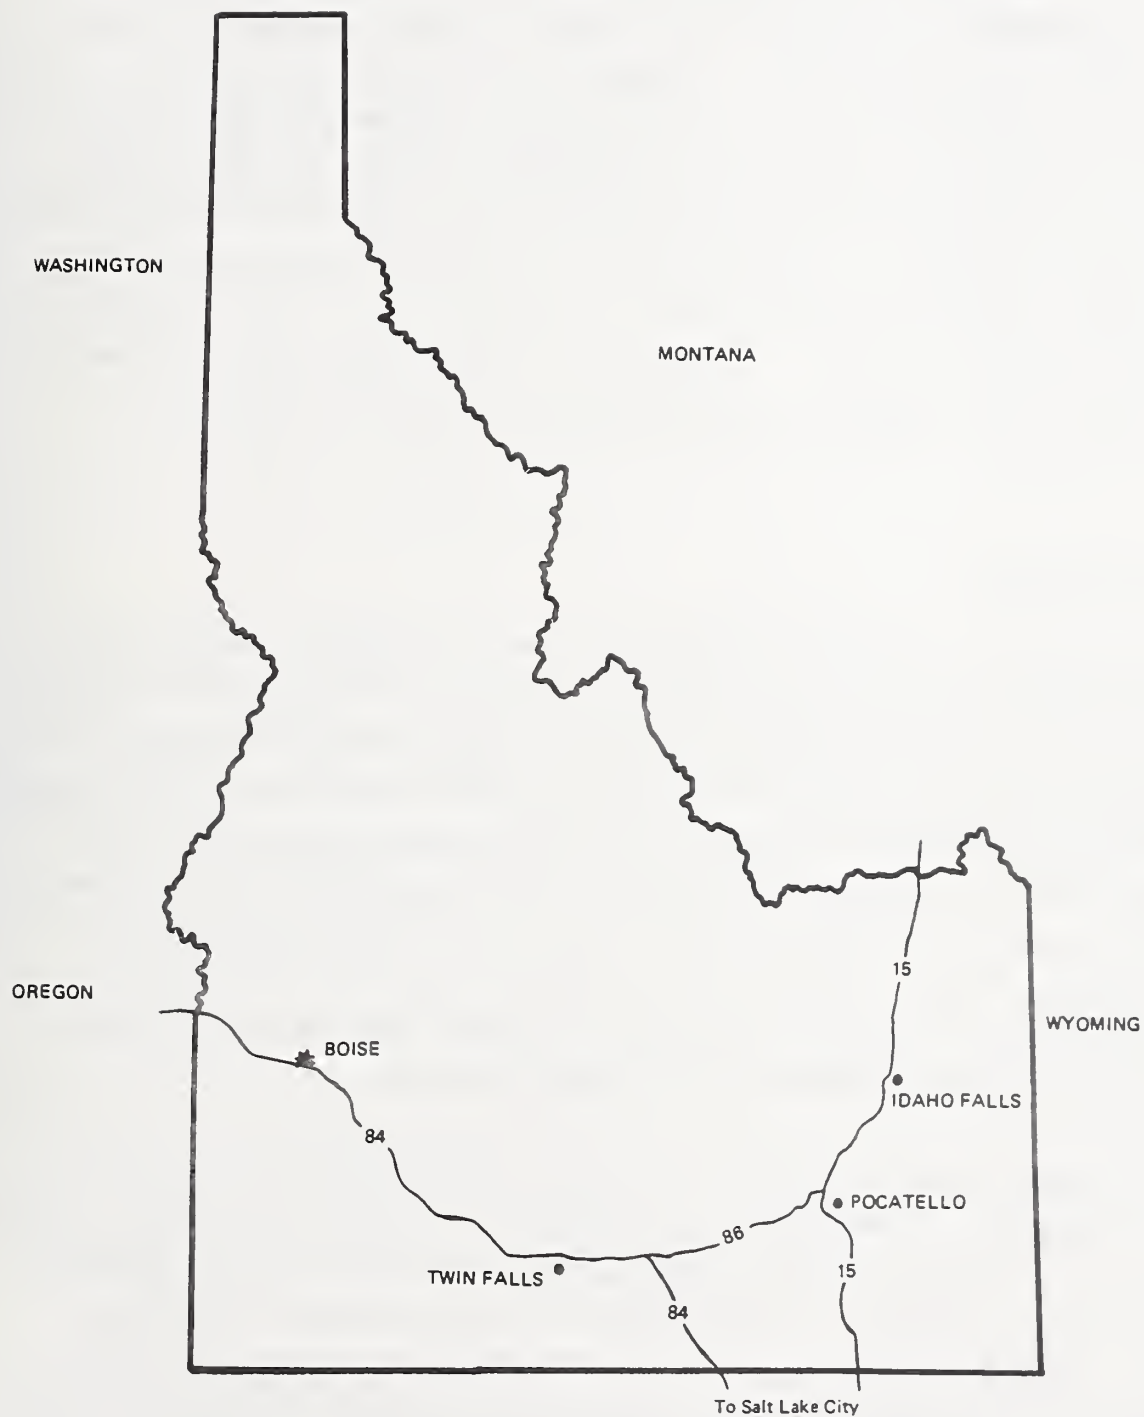 WASHINGTON
MONTANA
15
OREGON
WYOMING
BOISE
IDAHO FALLS
84
POCATELLO
86
15
TWIN FALLS
84
To Salt Lake City